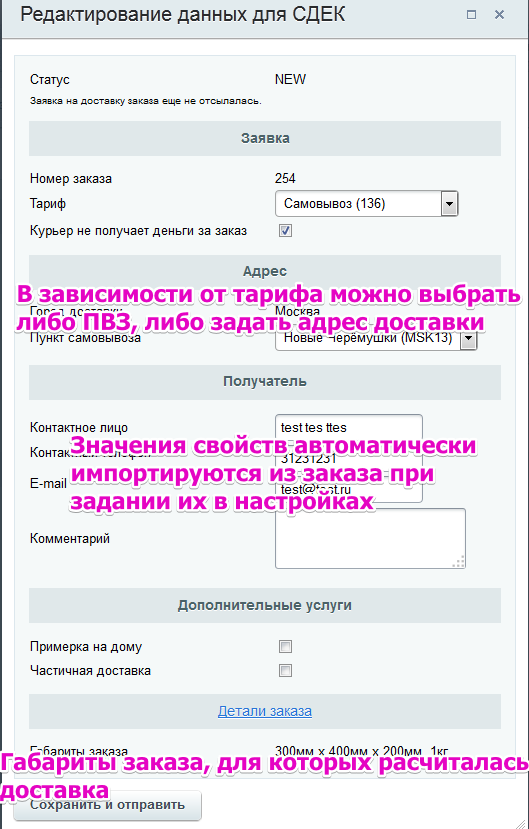 Редактирование данных для СДЕК
Статус NEW
Заявка на доставку заказа еще не отсылалась.
Заявка
Номер заказа 254
Тариф Самовывоз (136)
Курьер не получает деньги за заказ
Адрес
В зависимости от тарифа можно выбрать
Город доставки Москва
либо ПВЗ, либо задать адрес доставки
Пункт самовывоза Новые Черёмушки (MSK13)
Получатель
Контактное лицо test tes ttes
Значения свойств автоматически
Контактный телефон 31231231
импортируются из заказа при
E-mail test@test.ru
задании их в настройках
Комментарий
Дополнительные услуги
Примерка на дому
Частичная доставка
Детали заказа
Габариты заказа 300мм x 400мм x 200мм, 1кг
Габариты заказа, для которых расчиталась
доставка
Сохранить и отправить